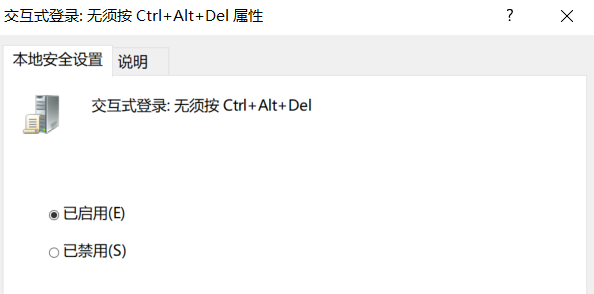 交互式登录: 无须按 Ctrl+Alt+Del 属性
?
本地安全设置 说明
交互式登录: 无须按 Ctrl+Alt+Del
已启用(E)
已禁用(S)